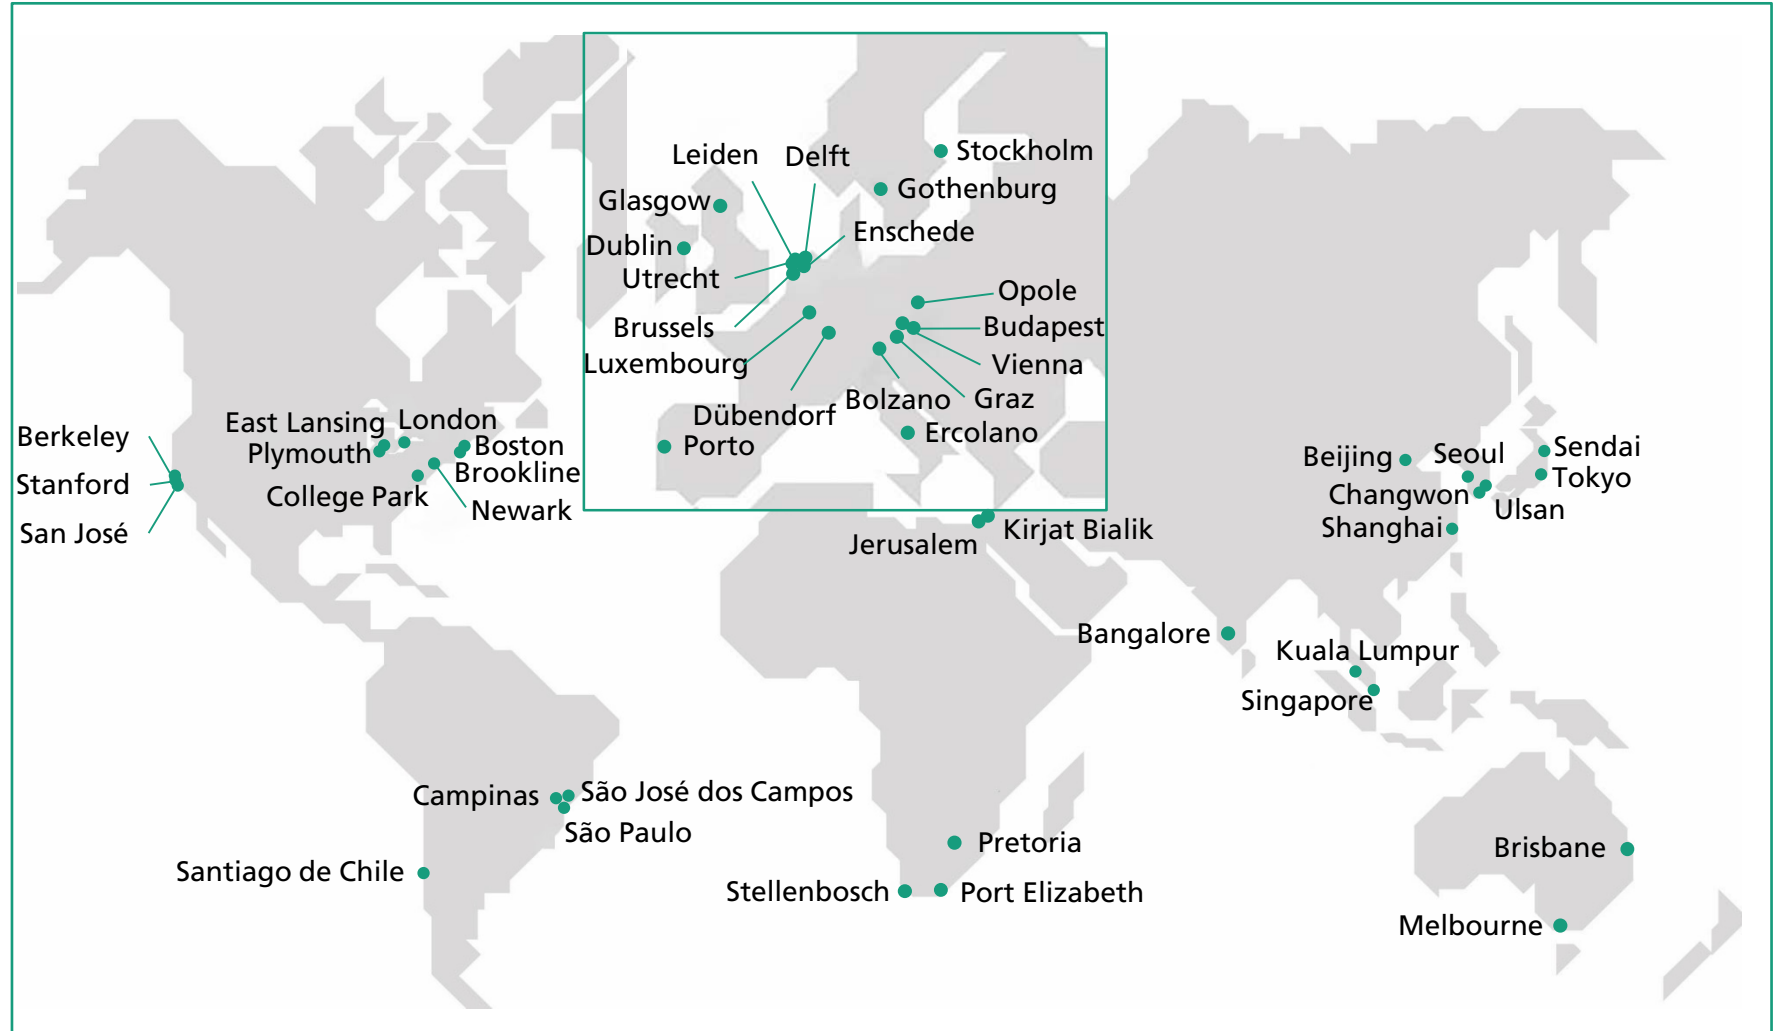 Leiden
Delft
Stockholm
Gothenburg
Glasgow
Enschede
Dublin
Utrecht
Opole
Brussels
Budapest
Luxembourg
Vienna
Bolzano
Graz
Dübendorf
Ercolano
Porto
East Lansing
London
Berkeley
Plymouth
Boston
Brookline
Stanford
College Park
Newark
San José
Beijing
Seoul
Sendai
Tokyo
Changwon
Ulsan
Shanghai
Kirjat Bialik
Jerusalem
Bangalore
Kuala Lumpur
Singapore
Campinas
São José dos Campos
São Paulo
Santiago de Chile
Pretoria
Stellenbosch
Port Elizabeth
Brisbane
Melbourne